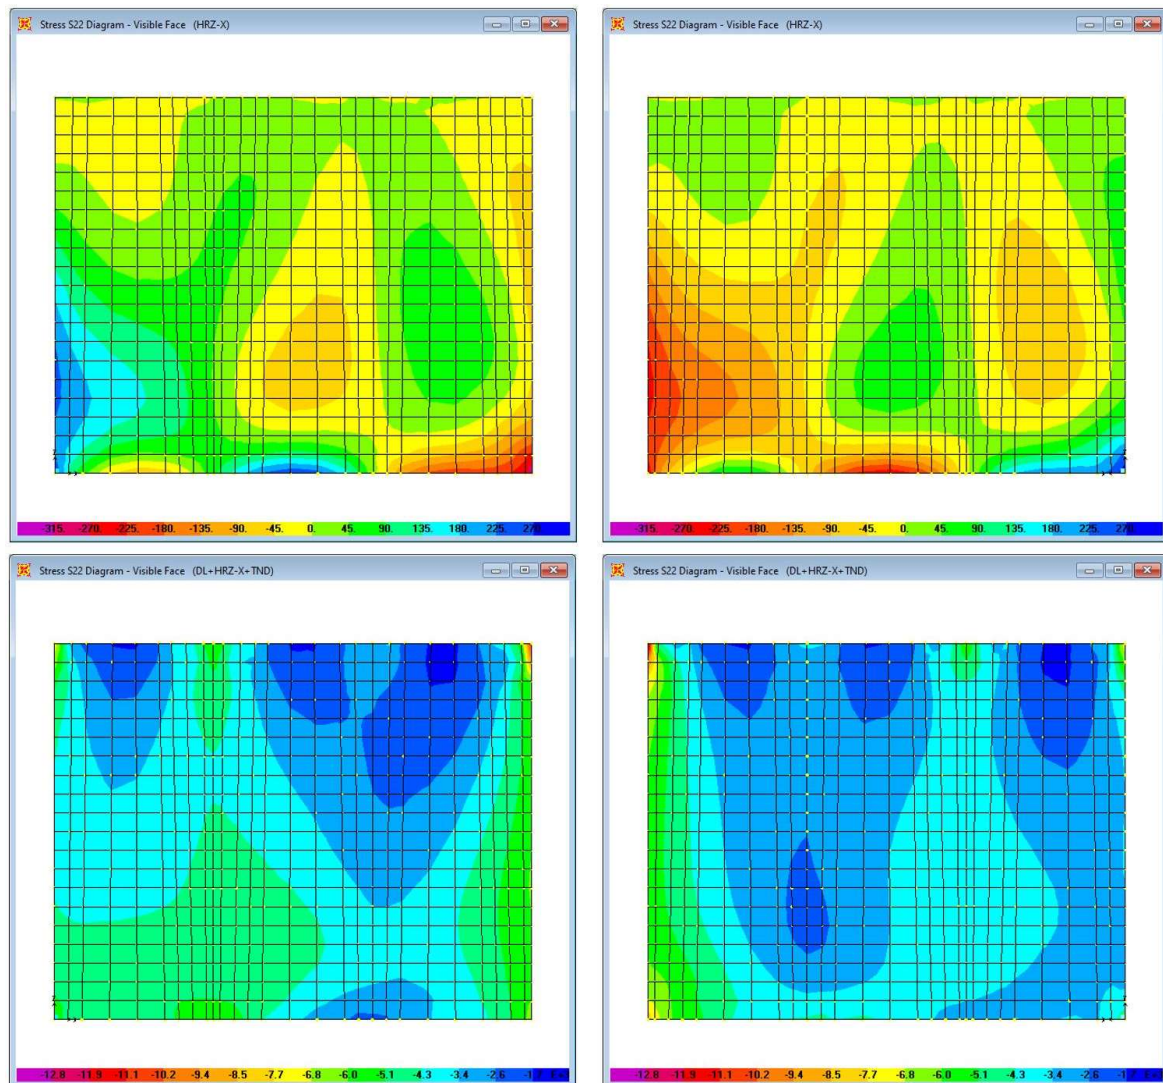 Stress S22 Diagram - Visible Face (HRZ-X)
Stress S22 Diagram - Visible Face (HRZ-X)
-315. -270. -225. -180. -135. -90. -45. 0. 45. 90. 135. 180. 225.
-315. -270. -225. -180. -135. -90. -45. 0. 45. 90. 135. 180. 225.
Stress S22 Diagram - Visible Face (DL+HRZ-X+TND)
Stress S22 Diagram - Visible Face (DL+HRZ-X+TND)
-12.8 -11.9 -11.1 -10.2 -9.4 -8.5 -7.7 -6.8 -6.0 -5.1 -4.3 -3.4 -2.6
-12.8 -11.9 -11.1 -10.2 -9.4 -8.5 -7.7 -6.8 -6.0 -5.1 -4.3 -3.4 -2.6